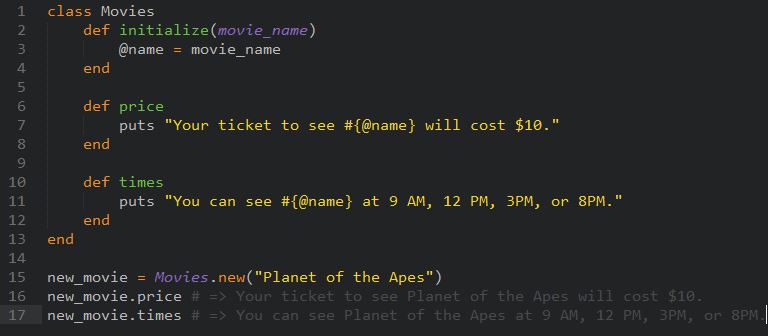 1 class Movies
2     def initialize(movie_name)
3         @name = movie_name
4     end
5
6     def price
7         puts "Your ticket to see #{@name} will cost $10."
8     end
9
10     def times
11         puts "You can see #{@name} at 9 AM, 12 PM, 3PM, or 8PM."
12     end
13 end
14
15 new_movie = Movies.new("Planet of the Apes")
16 new_movie.price # => Your ticket to see Planet of the Apes will cost $10.
17 new_movie.times # => You can see Planet of the Apes at 9 AM, 12 PM, 3PM, or 8PM.